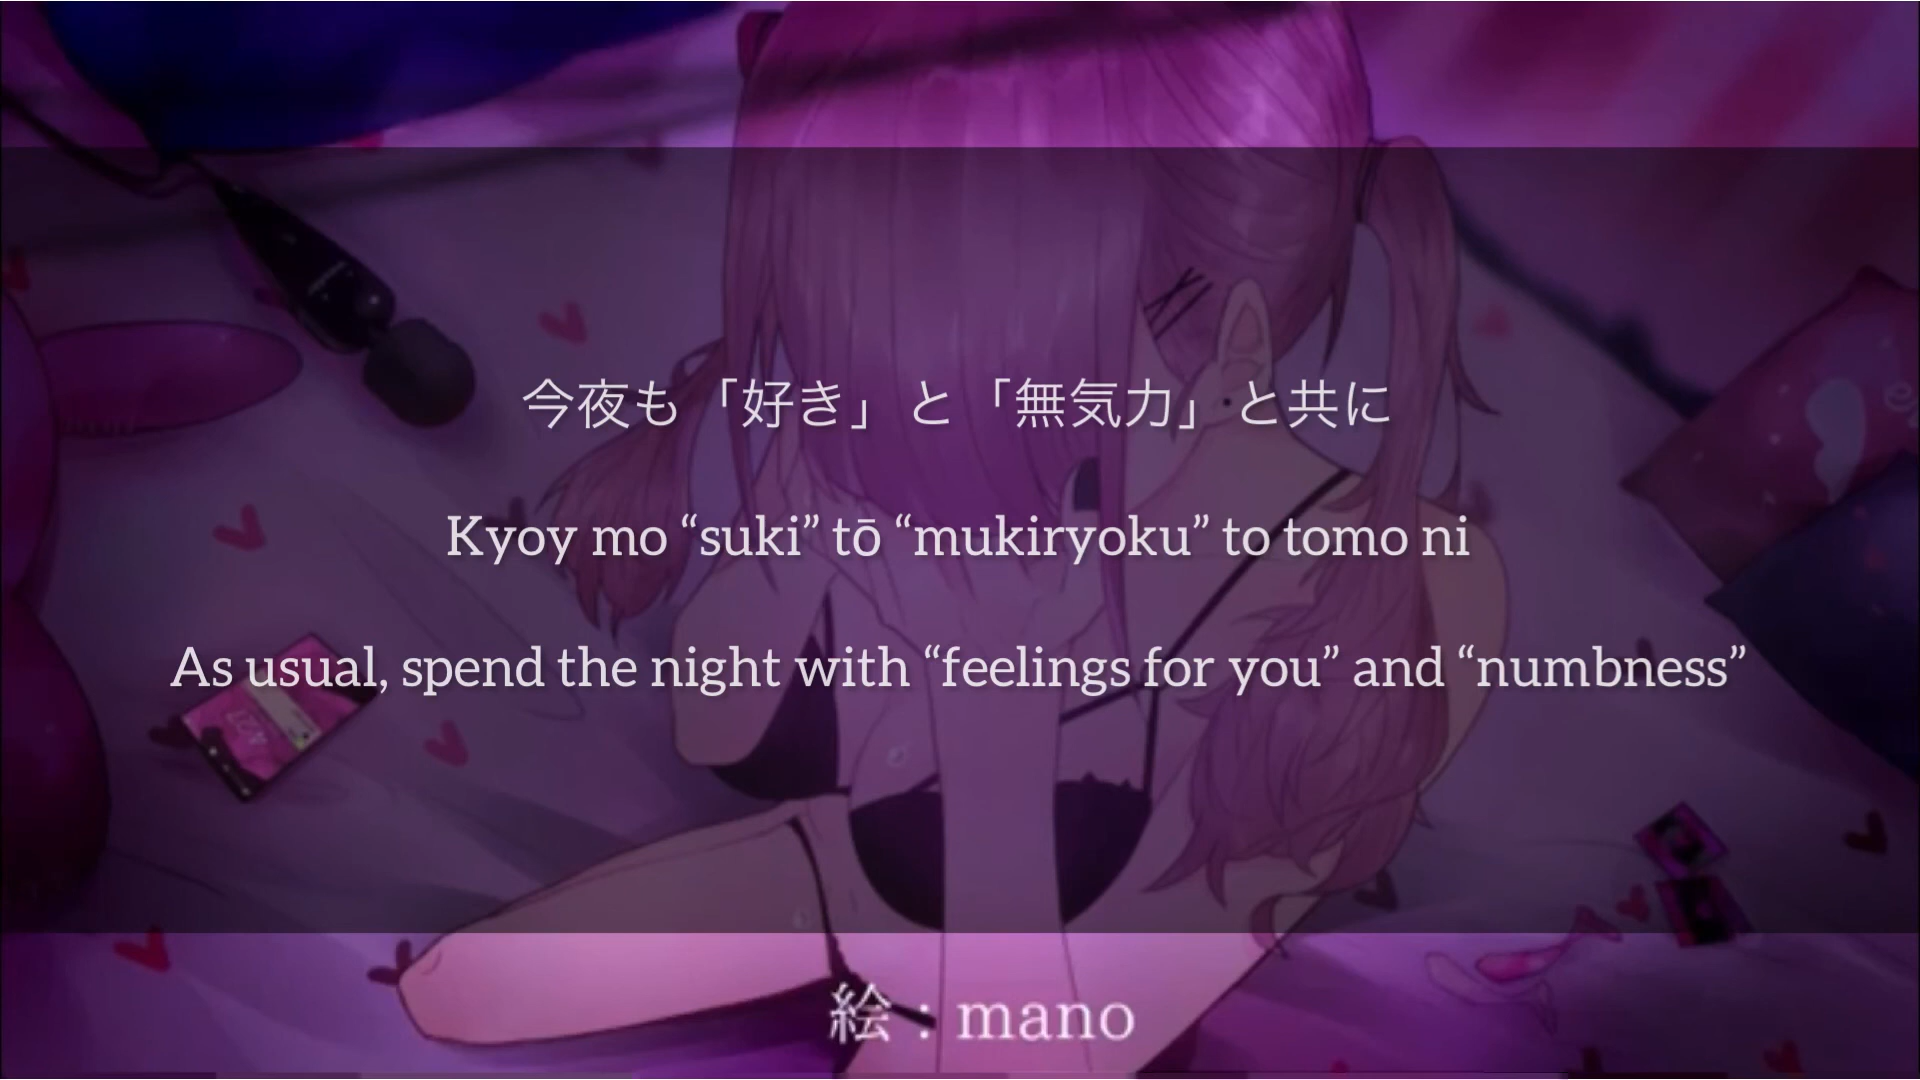 今夜も「好き」と「無気力」と共に
Kyoy mo “suki” tō “mukiryoku” to tomo ni
As usual, spend the night with “feelings for you” and “numbness”
絵：mano